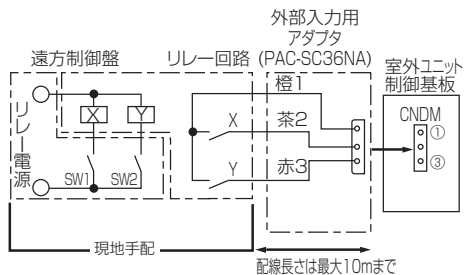 外部入力用
アダプタ
(PAC-SC36NA)
遠方制御盤
リレー回路
室外ユニット
制御基板
橙1
CNDM
X
Y
X
茶2
①
リレー電源
Y
赤3
③
SW1
SW2
現地手配
配線長さは最大10mまで